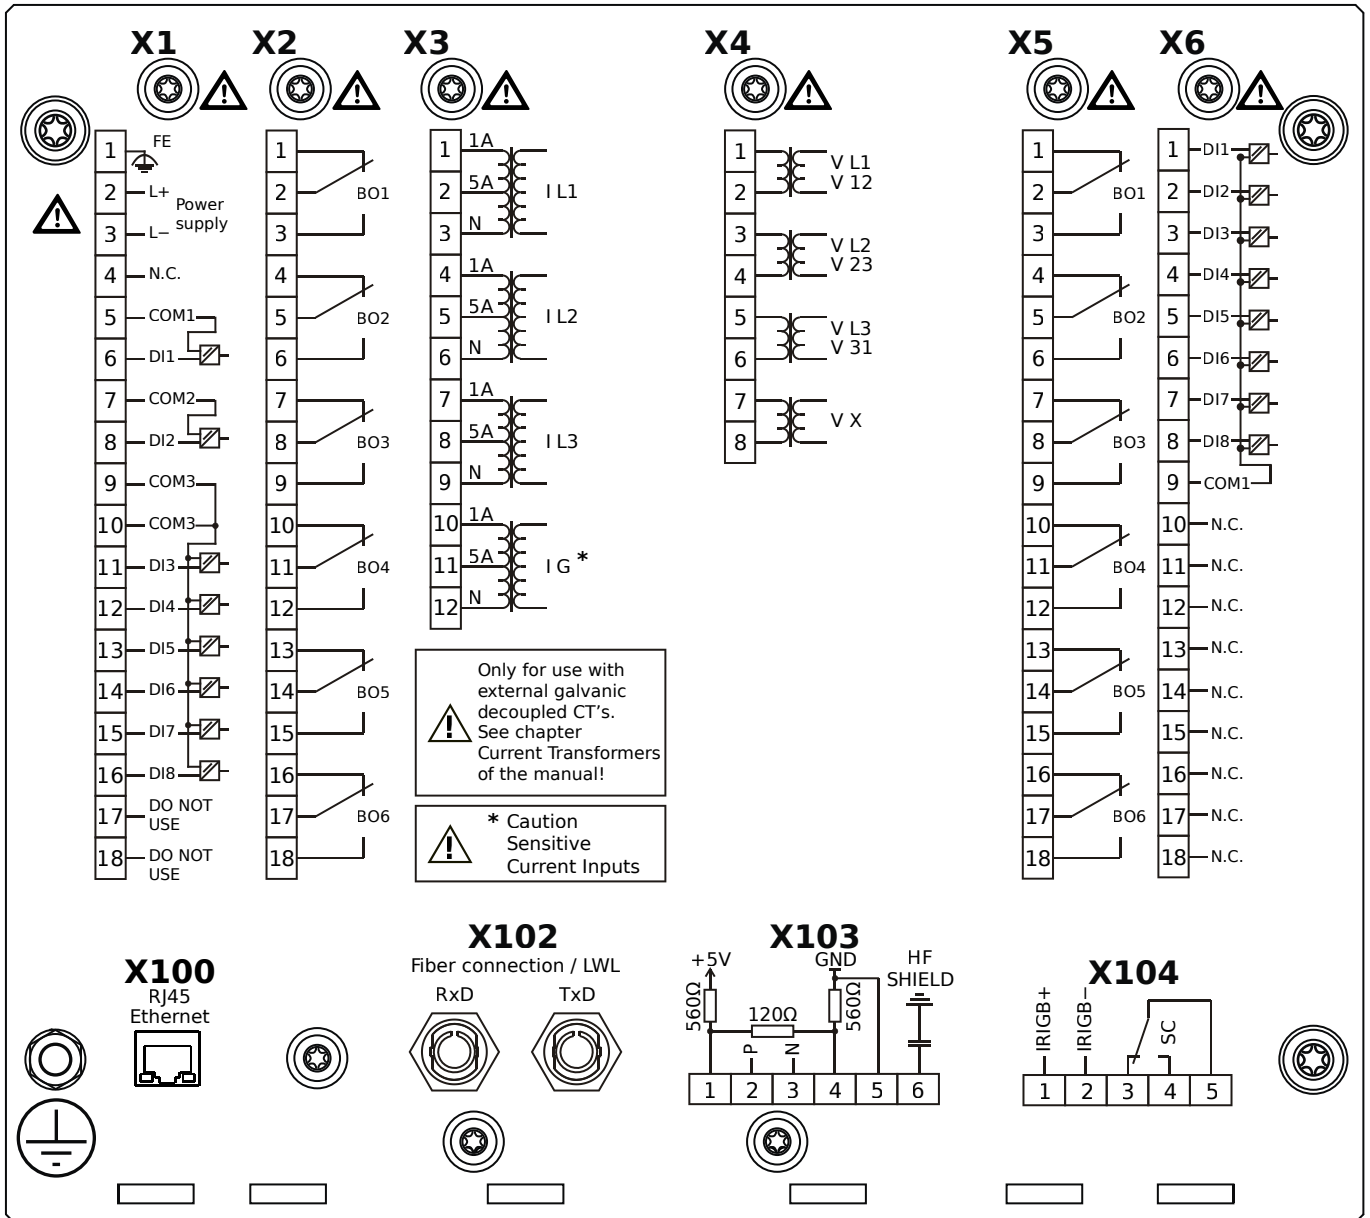 X1 X2 X3 X4 X5 X6
1 FE
2 L+
Power
supply
3 L−
4 N.C.
5 COM1
6 DI1
7 COM2
8 DI2
9 COM3
10 COM3
11 DI3
12 DI4
13 DI5
14 DI6
15 DI7
16 DI8
17 DO NOT
USE
18 DO NOT
USE
1
2 BO1
3
4
5 BO2
6
7
8 BO3
9
10
11 BO4
12
13
14 BO5
15
16
17 BO6
18
1 1A
2 5A I L1
3 N
4 1A
5 5A I L2
6 N
7 1A
8 5A I L3
9 N
10 1A
11 5A I G *
12 N
Only for use with
external galvanic
decoupled CT's.
See chapter
Current Transformers
of the manual!
* Caution
Sensitive
Current Inputs
1 V L1
2 V 12
3 V L2
4 V 23
5 V L3
6 V 31
7 V X
8
1
2 BO1
3
4
5 BO2
6
7
8 BO3
9
10
11 BO4
12
13
14 BO5
15
16
17 BO6
18
1 DI1
2 DI2
3 DI3
4 DI4
5 DI5
6 DI6
7 DI7
8 DI8
9 COM1
10 N.C.
11 N.C.
12 N.C.
13 N.C.
14 N.C.
15 N.C.
16 N.C.
17 N.C.
18 N.C.
X100
RJ45
Ethernet
X102
Fiber connection / LWL
RxD TxD
X103
+5V GND HF
SHIELD
560Ω 120Ω 560Ω
P N
1 2 3 4 5 6
X104
IRIGB+ IRIGB− SC
1 2 3 4 5